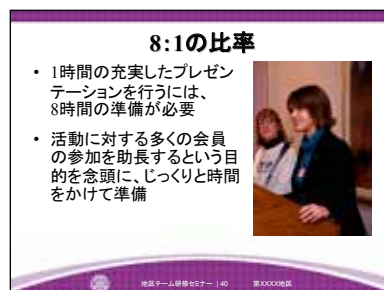 8:1の比率
• 1時間の充実したプレゼン
テーションを行うには、
8時間の準備が必要
• 活動に対する多くの会員
の参加を助長するという目
的を念頭に、じっくりと時間
をかけて準備
地区チーム研修セミナー | 40 第XXXX地区